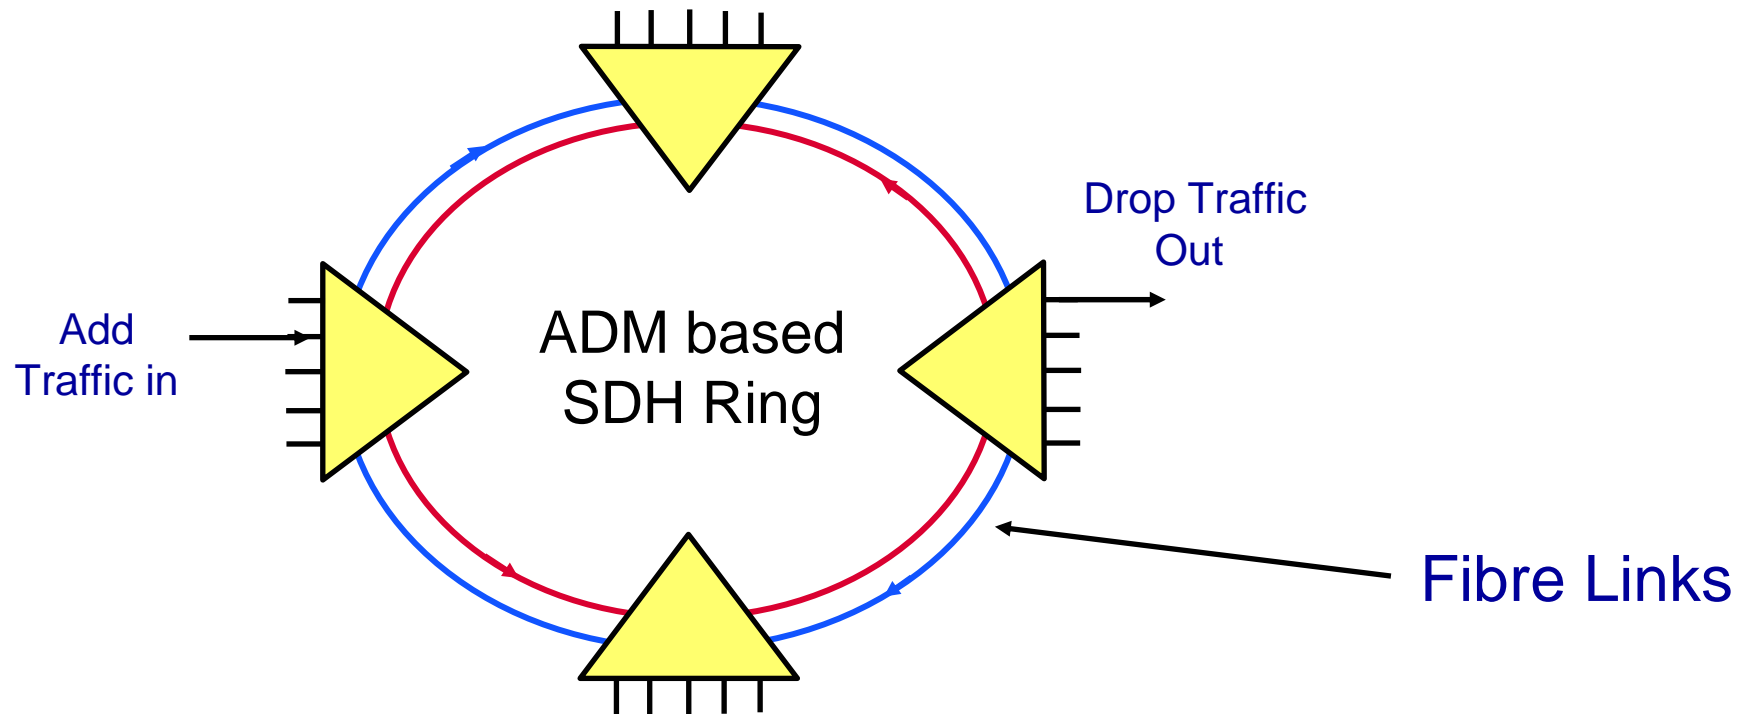 Drop Traffic
Out
Add
Traffic in
ADM based
SDH Ring
Fibre Links